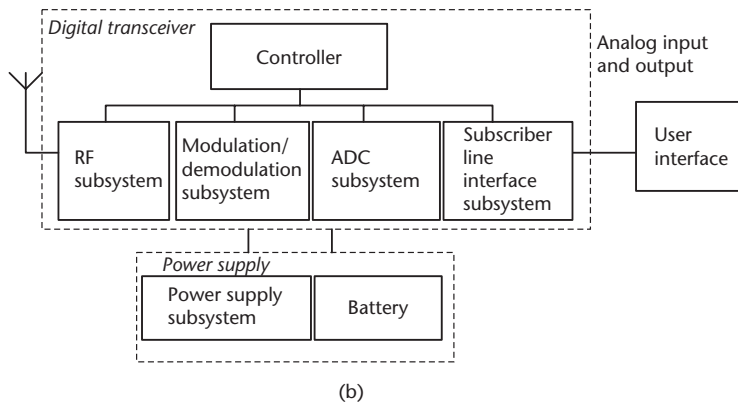 Digital transceiver
Controller
Analog input
and output
RF
subsystem
Modulation/
demodulation
subsystem
ADC
subsystem
Subscriber
line
interface
subsystem
User
interface
Power supply
Power supply
subsystem
Battery
(b)